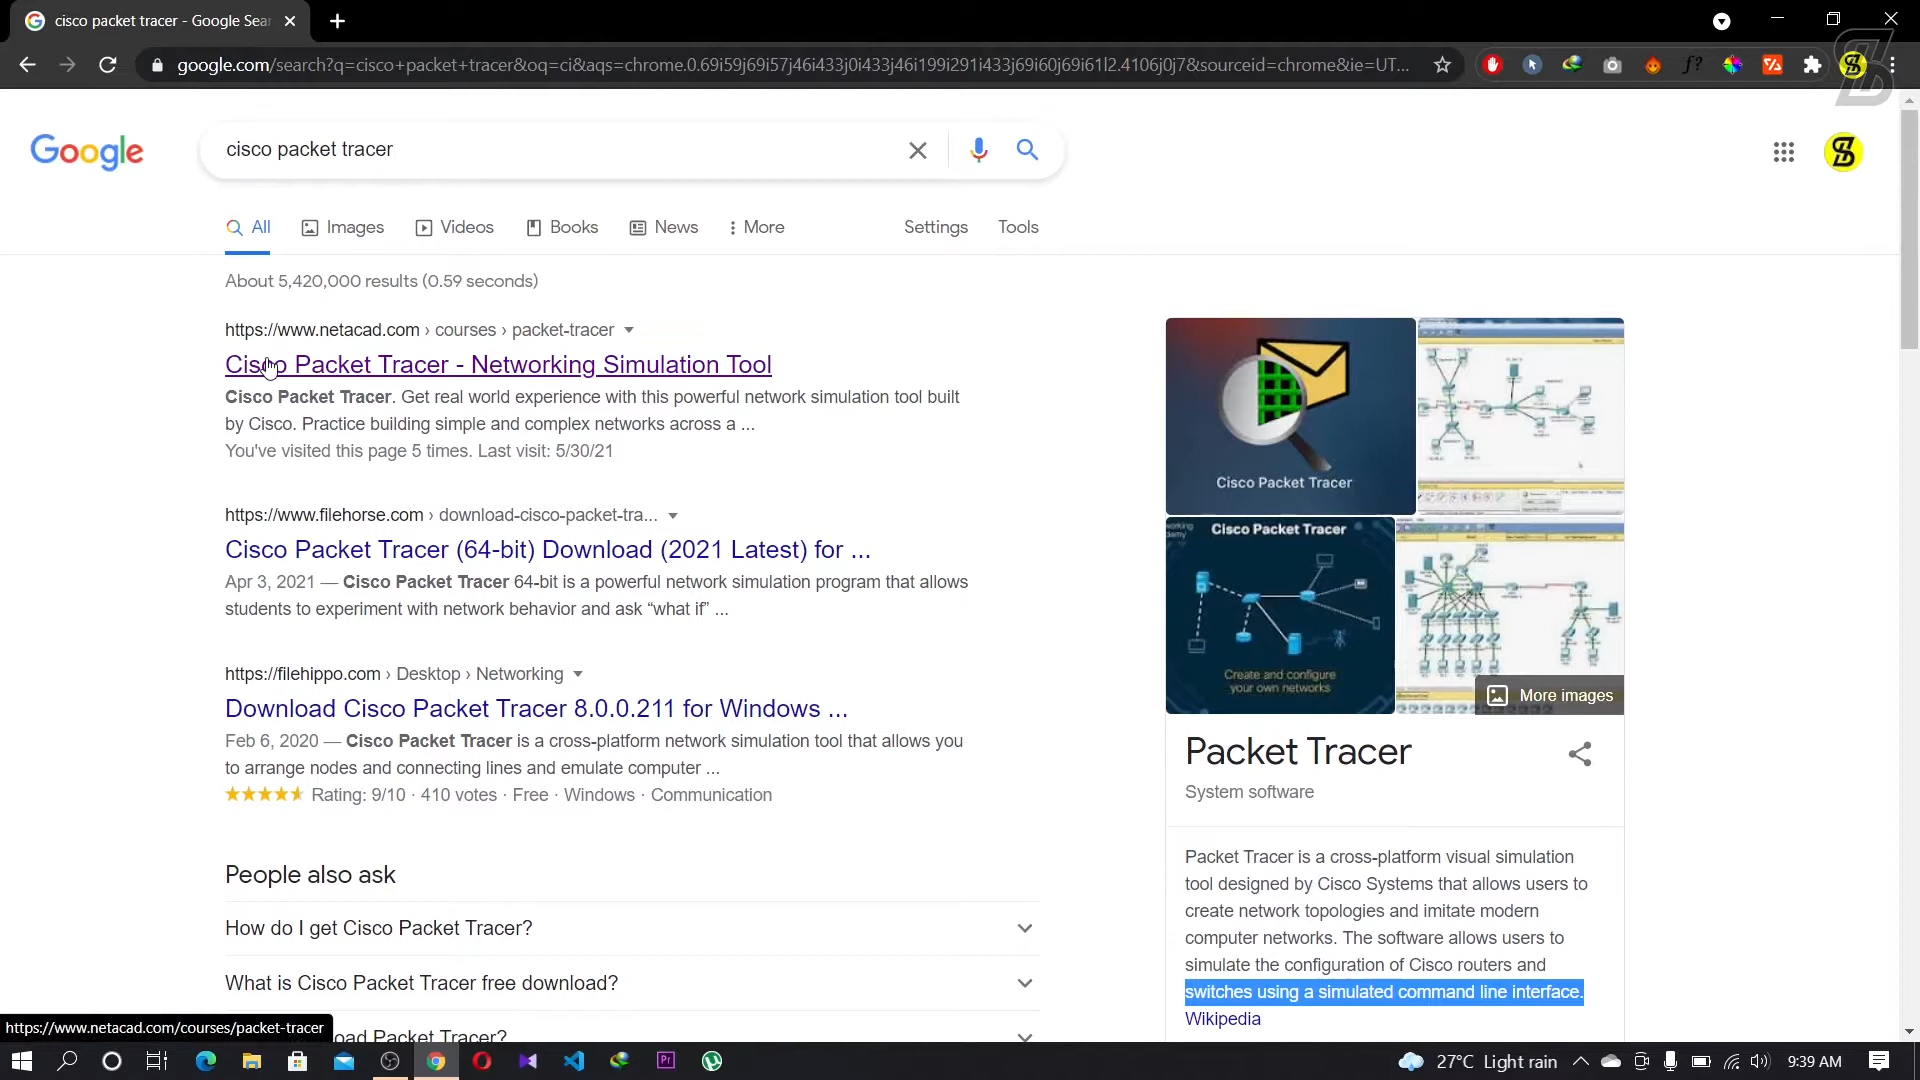 cisco packet tracer - Google Sear
google.com/search?q=cisco+packet+tracer&oq=ci&aqs=chrome.0.69i59j69i57j46i433j0i433j46i199i291i433j69i60j69i61l2.4106j0j7&sourceid=chrome&ie=UT...
Google
cisco packet tracer
All
Images
Videos
Books
News
More
Settings
Tools
About 5,420,000 results (0.59 seconds)
https://www.netacad.com › courses › packet-tracer
Cisco Packet Tracer - Networking Simulation Tool
Cisco Packet Tracer. Get real world experience with this powerful network simulation tool built
by Cisco. Practice building simple and complex networks across a ...
You've visited this page 5 times. Last visit: 5/30/21
https://www.filehorse.com › download-cisco-packet-tra...
Cisco Packet Tracer (64-bit) Download (2021 Latest) for ...
Apr 3, 2021 — Cisco Packet Tracer 64-bit is a powerful network simulation program that allows
students to experiment with network behavior and ask “what if” ...
https://filehippo.com › Desktop › Networking
Download Cisco Packet Tracer 8.0.0.211 for Windows ...
Feb 6, 2020 — Cisco Packet Tracer is a cross-platform network simulation tool that allows you
to arrange nodes and connecting lines and emulate computer ...
Rating: 9/10 · 410 votes · Free · Windows · Communication
People also ask
How do I get Cisco Packet Tracer?
What is Cisco Packet Tracer free download?
oad Packet Tracer?
Cisco Packet Tracer
Cisco Packet Tracer
Create and configure
your own networks
More images
Packet Tracer
System software
Packet Tracer is a cross-platform visual simulation
tool designed by Cisco Systems that allows users to
create network topologies and imitate modern
computer networks. The software allows users to
simulate the configuration of Cisco routers and
switches using a simulated command line interface.
Wikipedia
https://www.netacad.com/courses/packet-tracer
27°C Light rain
9:39 AM